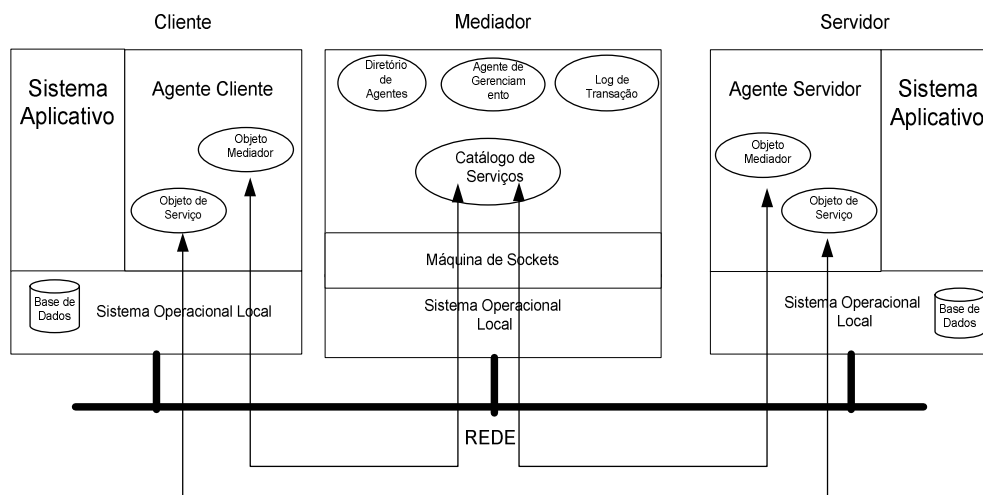 Cliente
Mediador
Servidor
Sistema
Aplicativo
Agente Cliente
Objeto
Mediador
Objeto de
Serviço
Base de
Dados
Sistema Operacional Local
Diretório
de
Agentes
Agente de
Gerenciam
ento
Log de
Transação
Catálogo de
Serviços
Máquina de Sockets
Sistema Operacional
Local
Agente Servidor
Objeto
Mediador
Objeto de
Serviço
Sistema
Aplicativo
Sistema Operacional
Local
Base de
Dados
REDE